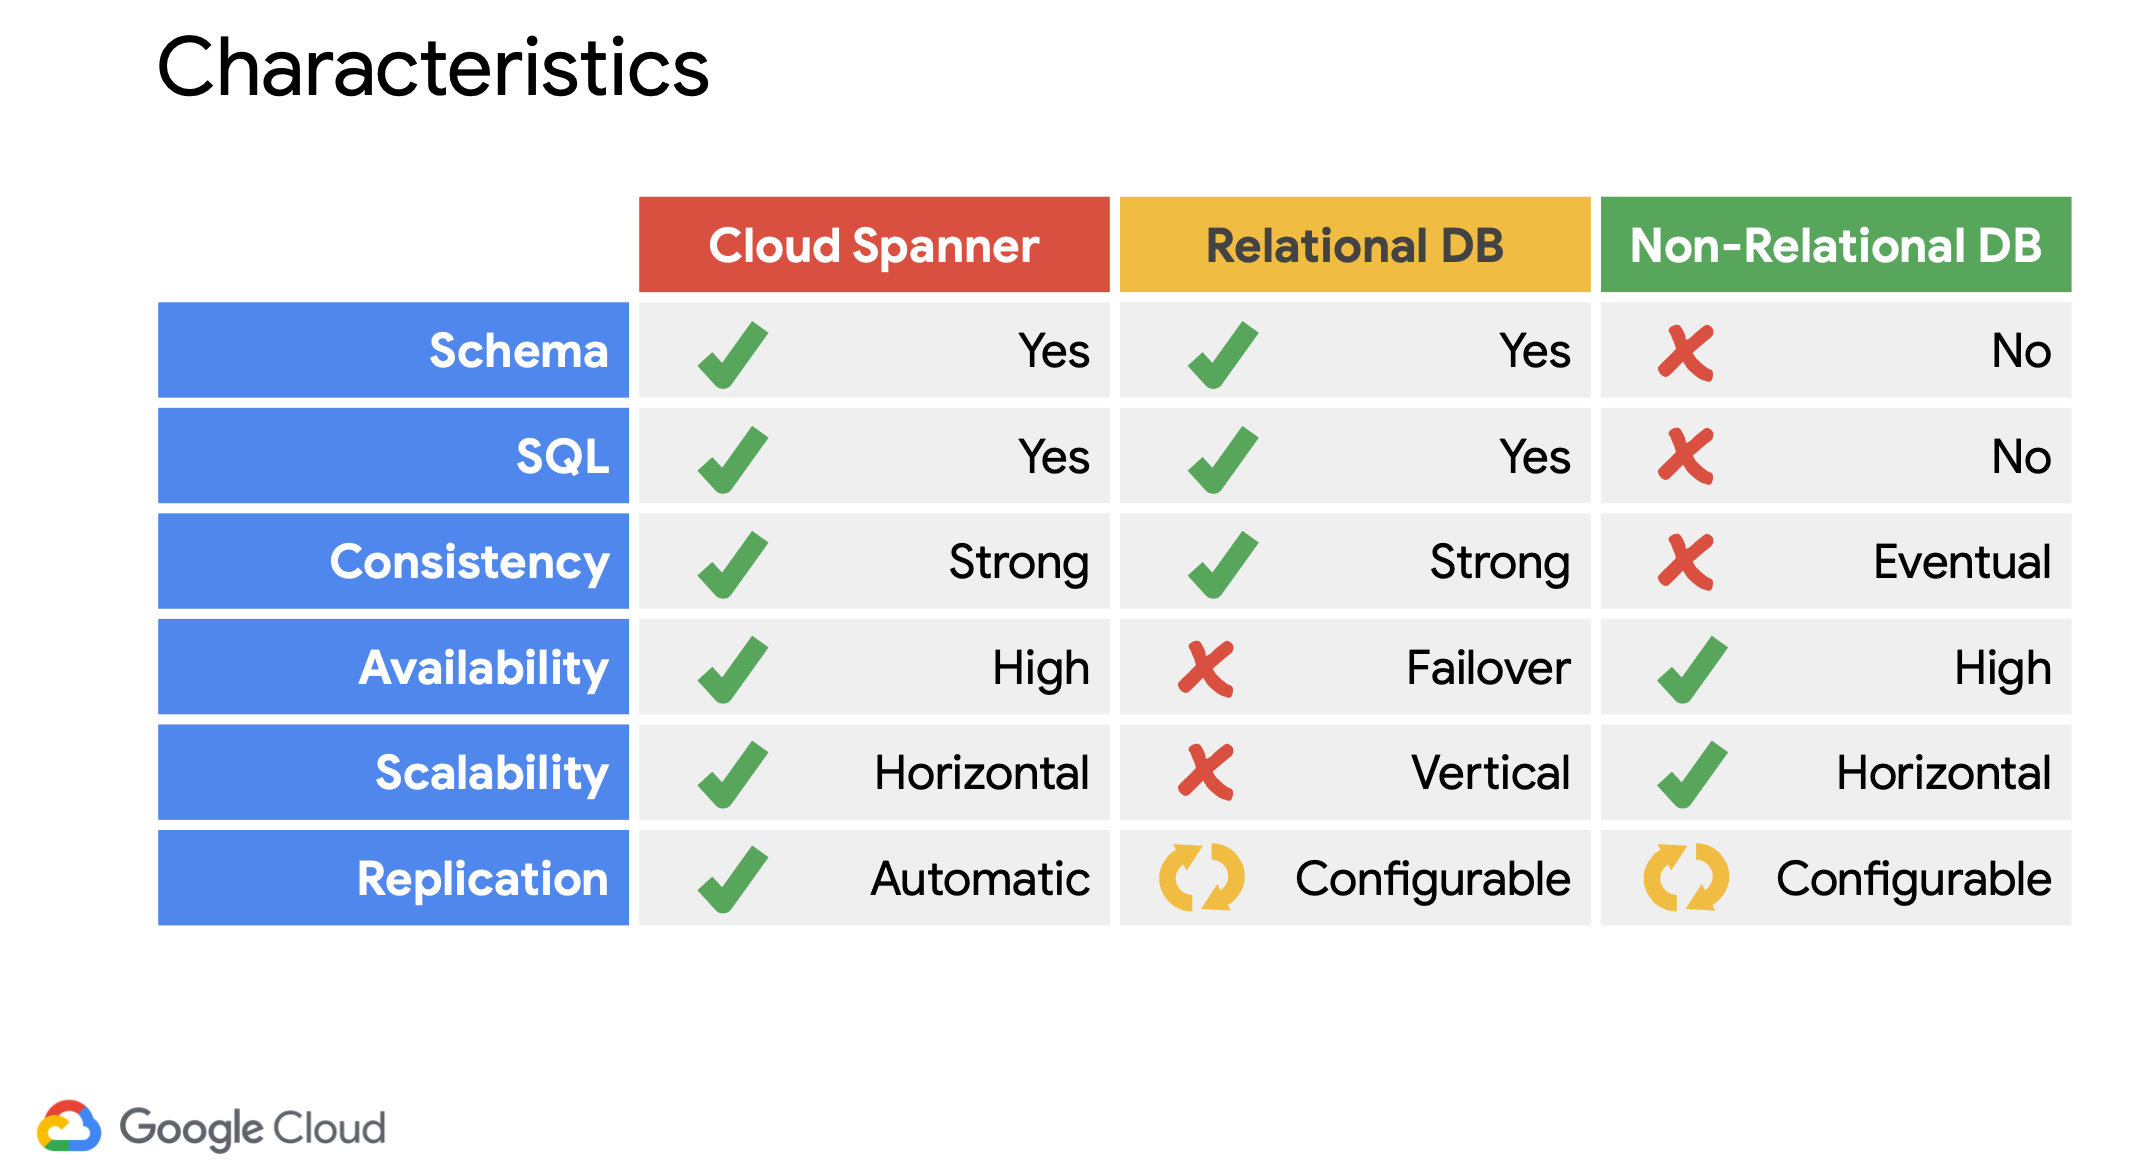 Characteristics
Cloud Spanner Relational DB Non-Relational DB
Schema Yes Yes No
SQL Yes Yes No
Consistency Strong Strong Eventual
Availability High Failover High
Scalability Horizontal Vertical Horizontal
Replication Automatic Configurable Configurable
Google Cloud